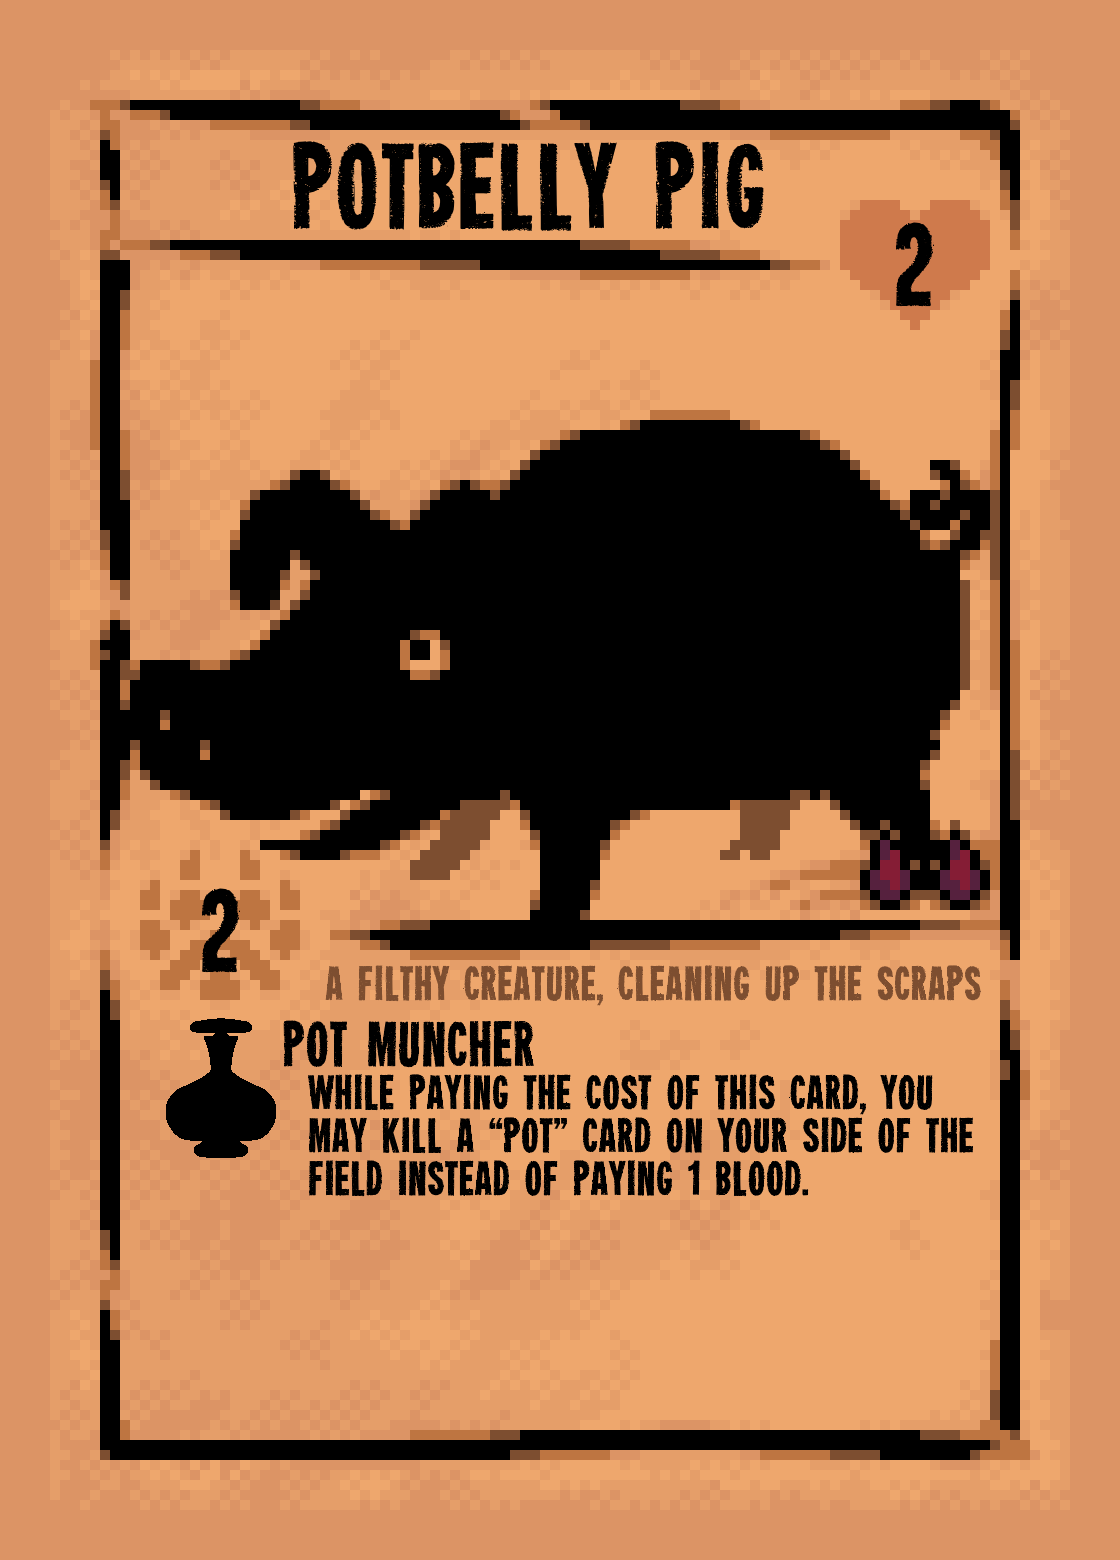 POTBELLY PIG
2
2
A FILTHY CREATURE, CLEANING UP THE SCRAPS
POT MUNCHER
WHILE PAYING THE COST OF THIS CARD, YOU
MAY KILL A “POT” CARD ON YOUR SIDE OF THE
FIELD INSTEAD OF PAYING 1 BLOOD.